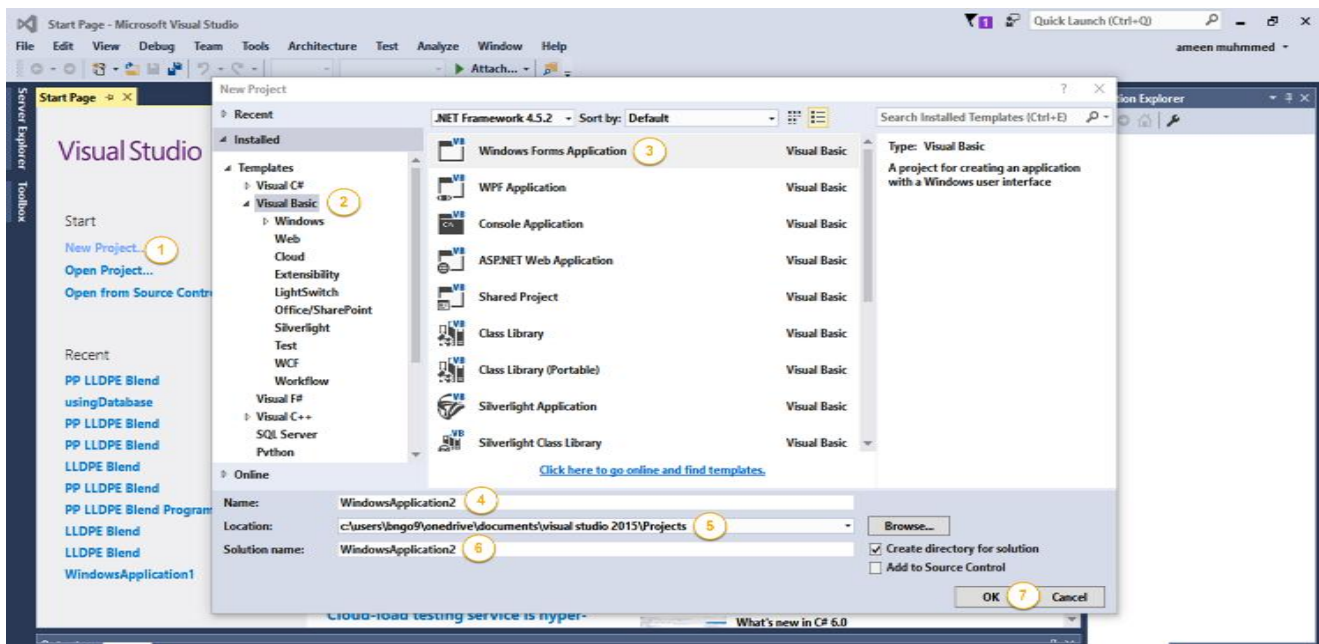 Start Page - Microsoft Visual Studio
1
Quick Launch (Ctrl+Q)
File Edit View Debug Team Tools Architecture Test Analyze Window Help
ameen muhmmed
Attach...
Server Explorer
Toolbox
Start Page
Visual Studio
Start
New Project... 1
Open Project...
Open from Source Contr
Recent
PP LLDPE Blend
usingDatabase
PP LLDPE Blend
PP LLDPE Blend
LLDPE Blend
PP LLDPE Blend
PP LLDPE Blend Program
LLDPE Blend
LLDPE Blend
WindowsApplication1
New Project
? X
Recent
Installed
Templates
Visual C#
Visual Basic 2
Windows
Web
Cloud
Extensibility
LightSwitch
Office/SharePoint
Silverlight
Test
WCF
Workflow
Visual F#
Visual C++
SQL Server
Python
Online
.NET Framework 4.5.2 Sort by: Default
Windows Forms Application 3 Visual Basic
WPF Application Visual Basic
Console Application Visual Basic
ASP.NET Web Application Visual Basic
Shared Project Visual Basic
Class Library Visual Basic
Class Library (Portable) Visual Basic
Silverlight Application Visual Basic
Silverlight Class Library Visual Basic
Click here to go online and find templates.
Search Installed Templates (Ctrl+E)
Type: Visual Basic
A project for creating an application
with a Windows user interface
Name: WindowsApplication2 4
Location: c:\users\bngo9\onedrive\documents\visual studio 2015\Projects 5
Browse...
Solution name: WindowsApplication2 6
Create directory for solution
Add to Source Control
OK 7 Cancel
ion Explorer
Cloud-load testing service is hyper-
What's new in C# 6.0